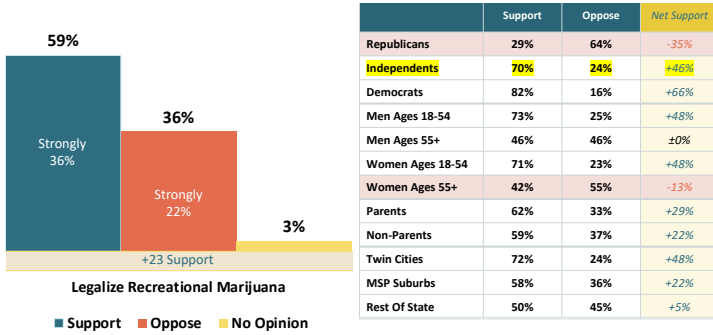 59%
Strongly
36%
36%
Strongly
22%
3%
+23 Support
Legalize Recreational Marijuana
Support Oppose No Opinion
Support Oppose Net Support
Republicans 29% 64% -35%
Independents 70% 24% +46%
Democrats 82% 16% +66%
Men Ages 18-54 73% 25% +48%
Men Ages 55+ 46% 46% ±0%
Women Ages 18-54 71% 23% +48%
Women Ages 55+ 42% 55% -13%
Parents 62% 33% +29%
Non-Parents 59% 37% +22%
Twin Cities 72% 24% +48%
MSP Suburbs 58% 36% +22%
Rest Of State 50% 45% +5%